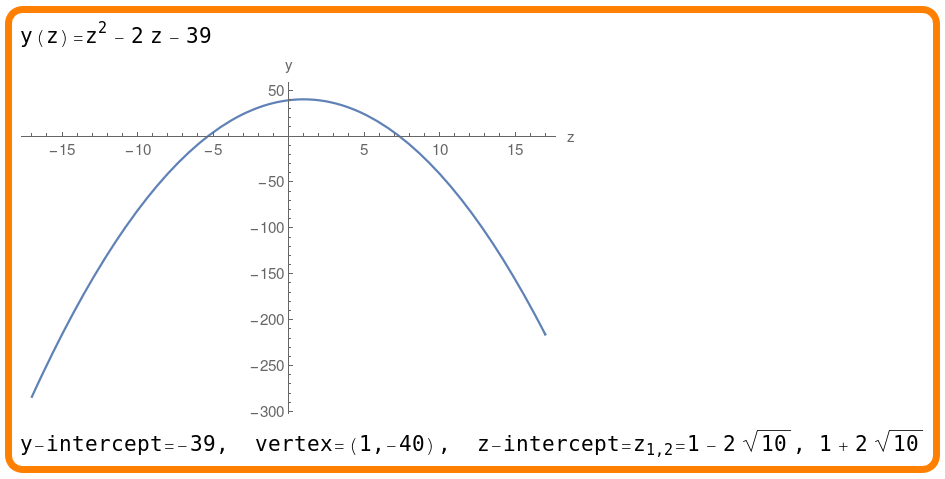 y(z)=z² − 2 z − 39
y
50
−15 −10 −5 5 10 15 z
−50
−100
−150
−200
−250
−300
y−intercept=−39, vertex=(1,−40), z−intercept=z₁,₂=1 − 2 √10, 1 + 2 √10